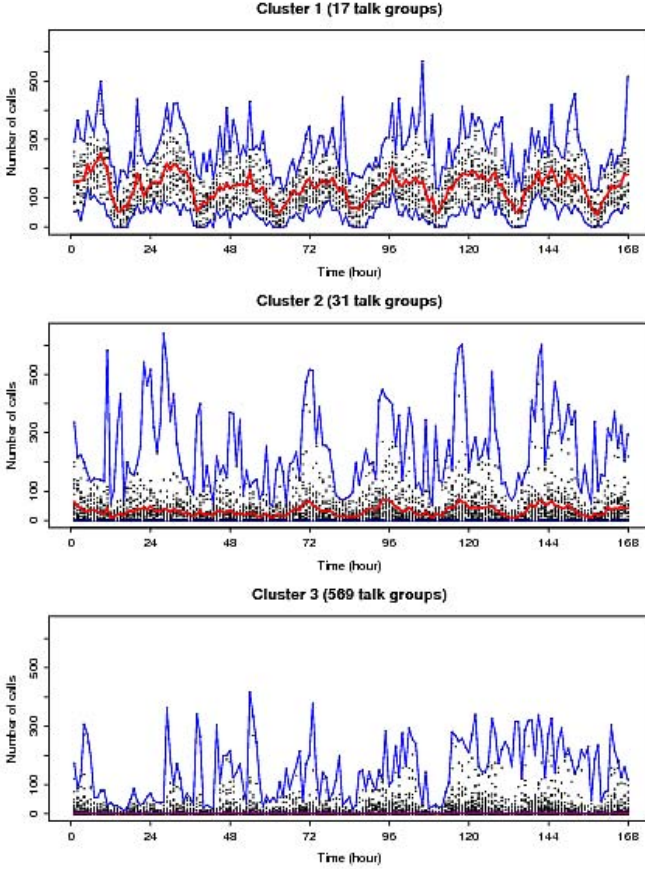 Cluster 1 (17 talk groups)
500
300
100
0
Number of calls
0 24 48 72 96 120 144 168
Time (hour)
Cluster 2 (31 talk groups)
500
300
100
0
Number of calls
0 24 48 72 96 120 144 168
Time (hour)
Cluster 3 (569 talk groups)
500
300
100
0
Number of calls
0 24 48 72 96 120 144 168
Time (hour)